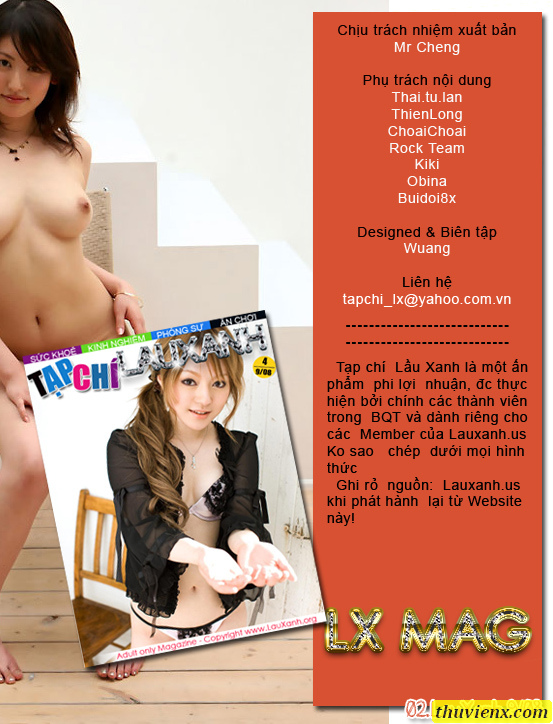 Chịu trách nhiệm xuất bản
Mr Cheng
Phụ trách nội dung
Thai.tu.lan
ThienLong
ChoaiChoai
Rock Team
Kiki
Obina
Buidoi8x
Designed & Biên tập
Wuang
Liên hệ
tapchi_lx@yahoo.com.vn
----------------------------
----------------------------
Tạp chí Lầu Xanh là một ấn
phẩm phi lợi nhuận, đc thực
hiện bởi chính các thành viên
trong BQT và dành riêng cho
các Member của Lauxanh.us
Ko sao chép dưới mọi hình
thức
Ghi rỏ nguồn: Lauxanh.us
khi phát hành lại từ Website
này!
SỨC KHOẺ KINH NGHIỆM PHÓNG SỰ ĂN CHƠI
TẠP CHÍ LAUXANH
4
9/08
Adult only Magazine - Copyright www.LauXanh.org
LX MAG
02.
thuvienx.com